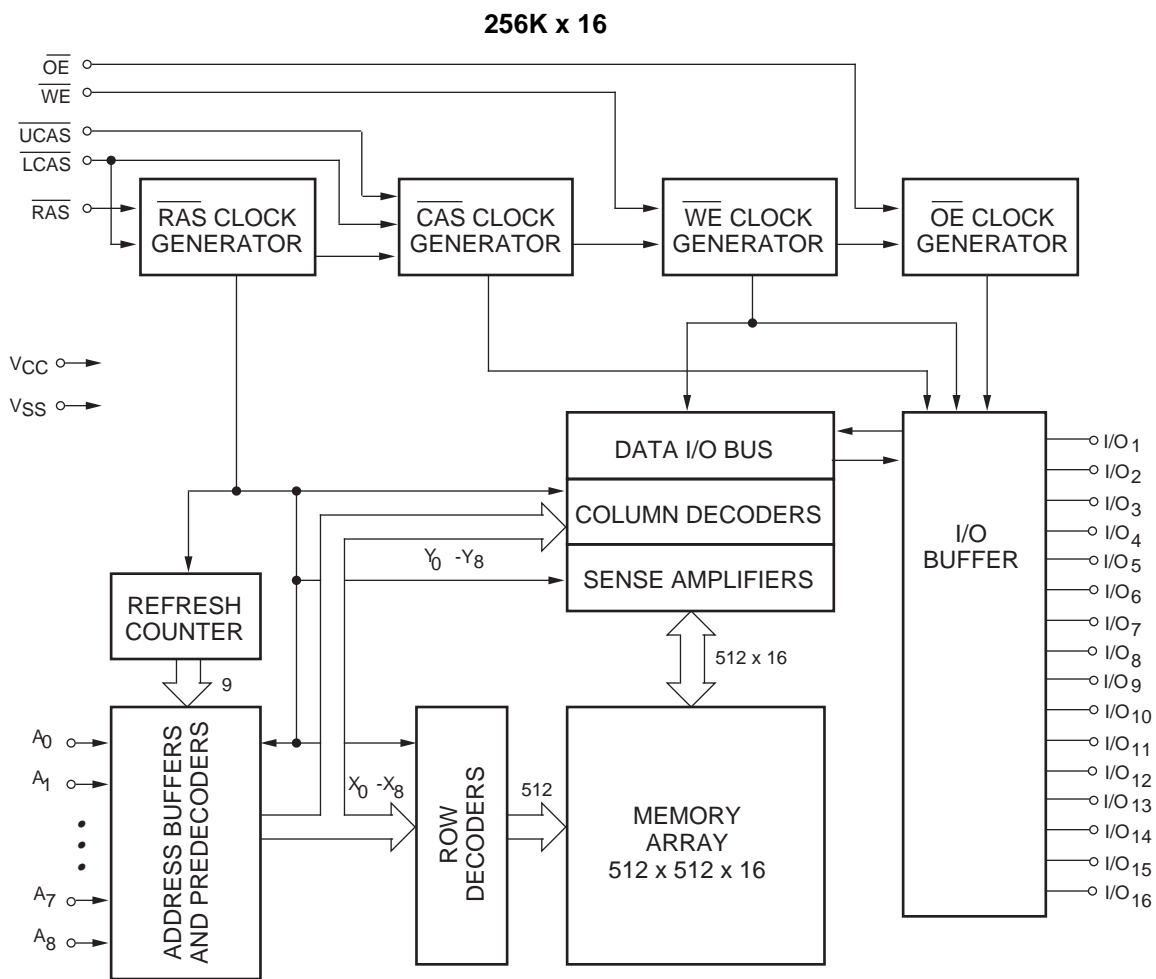 256K x 16
OE
WE
UCAS
LCAS
RAS
RAS CLOCK
GENERATOR
CAS CLOCK
GENERATOR
WE CLOCK
GENERATOR
OE CLOCK
GENERATOR
VCC
VSS
DATA I/O BUS
COLUMN DECODERS
SENSE AMPLIFIERS
Y0 -Y8
I/O
BUFFER
I/O1
I/O2
I/O3
I/O4
I/O5
I/O6
I/O7
I/O8
I/O9
I/O10
I/O11
I/O12
I/O13
I/O14
I/O15
I/O16
REFRESH
COUNTER
9
512 x 16
A0
A1
A7
A8
ADDRESS BUFFERS
AND PREDECODERS
X0 -X8
ROW
DECODERS
512
MEMORY
ARRAY
512 x 512 x 16